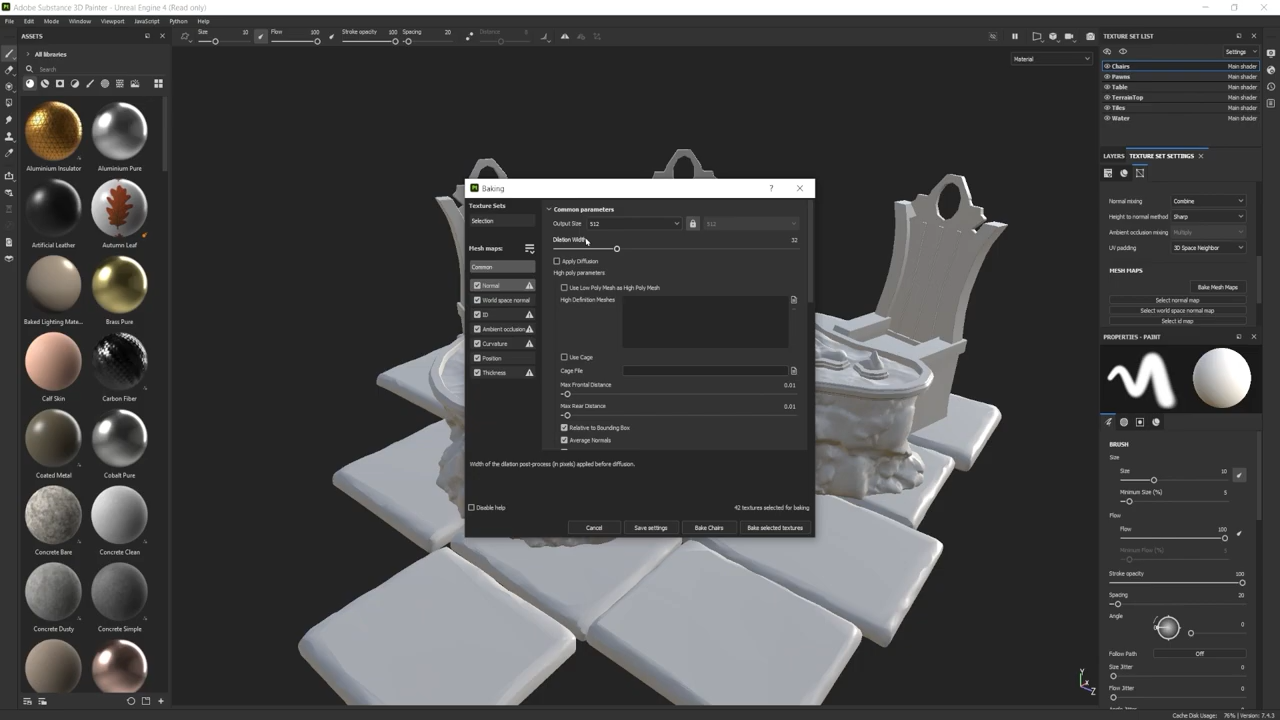 Adobe Substance 3D Painter - Unreal Engine 4 (Read only)
File Edit Mode Window Viewport JavaScript Python Help
Size 10 Flow 100 Stroke opacity 100 Spacing 20 Distance 8
ASSETS
All libraries
Search
Aluminium Insulator Aluminium Pure
Artificial Leather Autumn Leaf
Baked Lighting Mate... Brass Pure
Calf Skin Carbon Fiber
Coated Metal Cobalt Pure
Concrete Bare Concrete Clean
Concrete Dusty Concrete Simple
Material
Baking
Texture Sets
Selection
Mesh maps:
Common
Normal
World space normal
ID
Ambient occlusion
Curvature
Position
Thickness
Common parameters
Output Size 512 512
Dilation Width 32
Apply Diffusion
High poly parameters
Use Low Poly Mesh as High Poly Mesh
High Definition Meshes
Use Cage
Cage File
Max Frontal Distance 0.01
Max Rear Distance 0.01
Relative to Bounding Box
Average Normals
Width of the dilation post-process (in pixels) applied before diffusion.
Disable help
42 textures selected for baking
Cancel Save settings Bake Chairs Bake selected textures
Y
X
Z
TEXTURE SET LIST
Settings
Chairs Main shader
Pawns Main shader
Table Main shader
TerrainTop Main shader
Tiles Main shader
Water Main shader
LAYERS TEXTURE SET SETTINGS
Normal mixing Combine
Height to normal method Sharp
Ambient occlusion mixing Multiply
UV padding 3D Space Neighbor
MESH MAPS
Bake Mesh Maps
Select normal map
Select world space normal map
Select id map
PROPERTIES - PAINT
BRUSH
Size
Size 10
Minimum Size (%) 5
Flow
Flow 100
Minimum Flow (%)
Stroke opacity 100
Spacing 20
Angle
0
Follow Path Off
Size Jitter 0
Flow Jitter 0
Cache Disk Usage: 76% | Version: 7.4.3